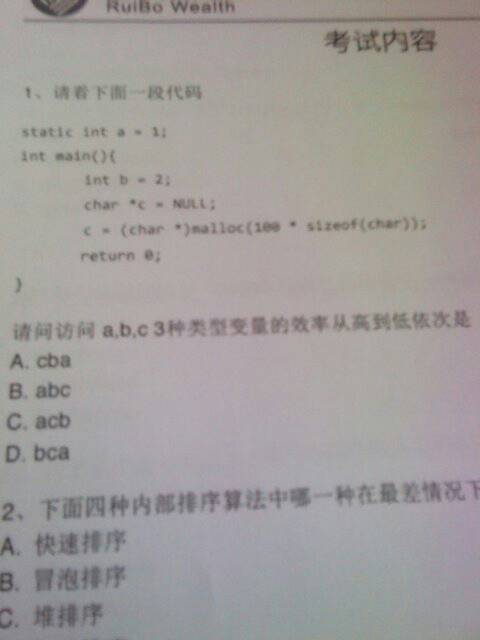 RuiBo Wealth
考试内容
1、请看下面一段代码
static int a = 1;
int main(){
int b = 2;
char *c = NULL;
c = (char *)malloc(100 * sizeof(char));
return 0;
}
请问访问 a,b,c 3种类型变量的效率从高到低依次是
A. cba
B. abc
C. acb
D. bca
2、下面四种内部排序算法中哪一种在最差情况下
A. 快速排序
B. 冒泡排序
C. 堆排序